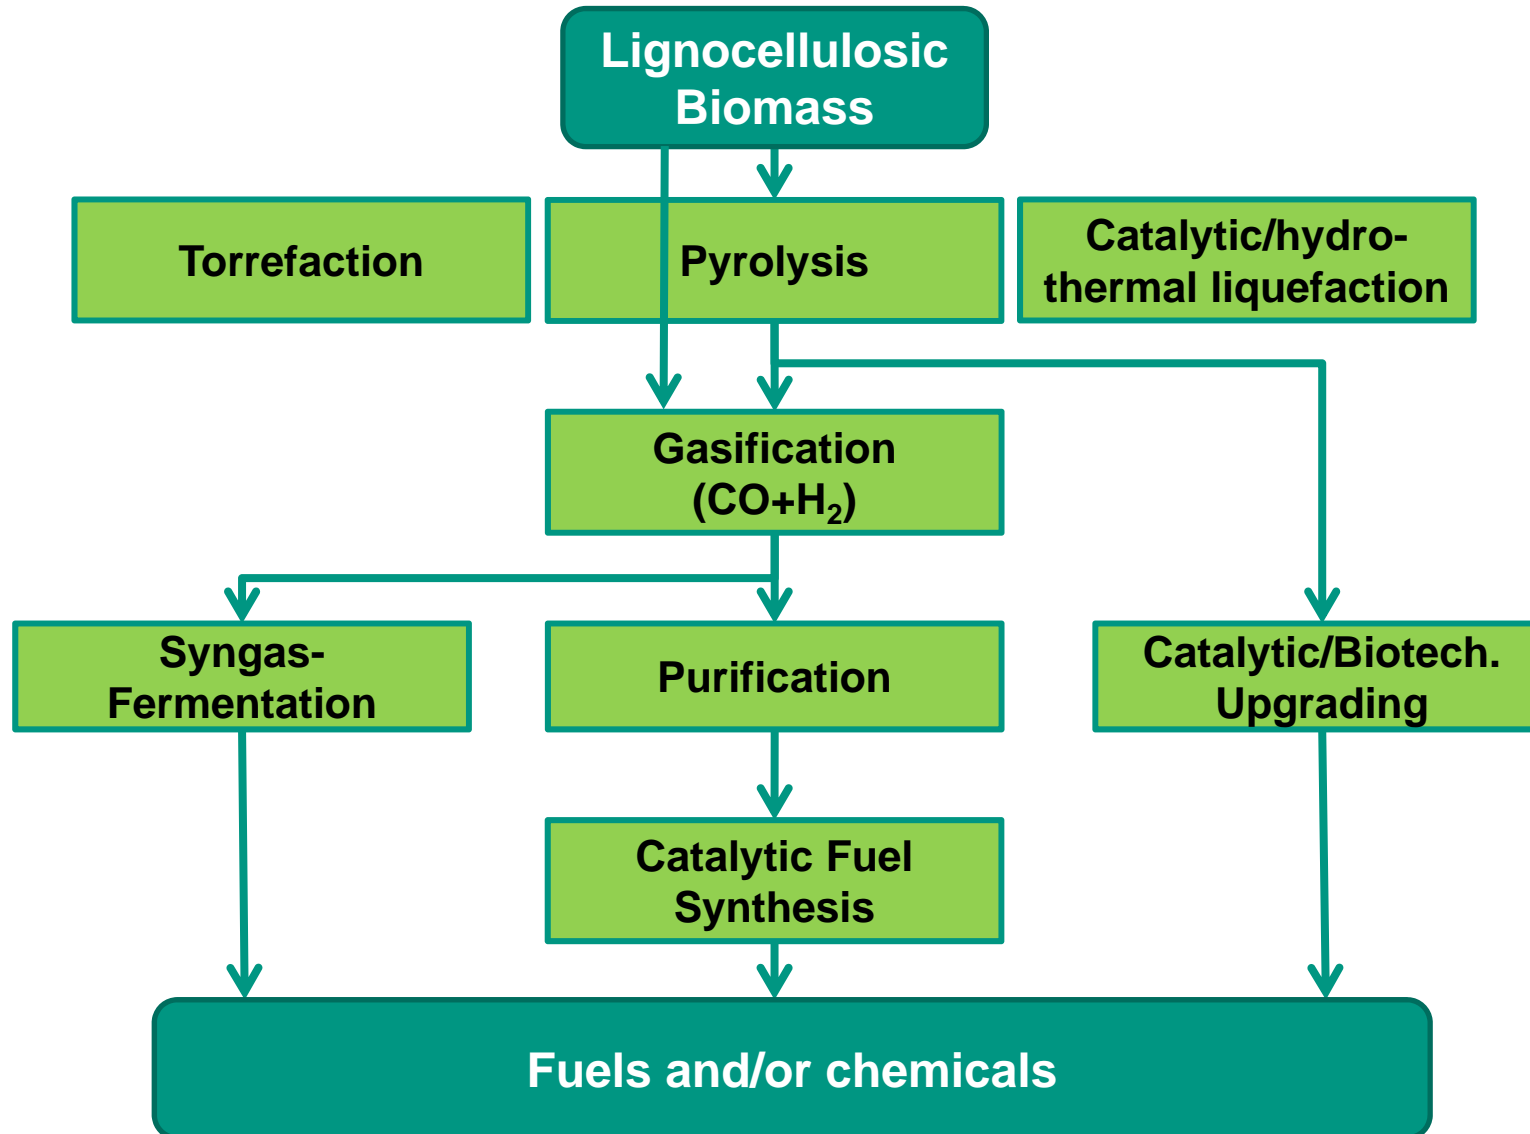 Lignocellulosic
Biomass
Torrefaction
Pyrolysis
Catalytic/hydro-
thermal liquefaction
Gasification
(CO+H₂)
Syngas-
Fermentation
Purification
Catalytic/Biotech.
Upgrading
Catalytic Fuel
Synthesis
Fuels and/or chemicals